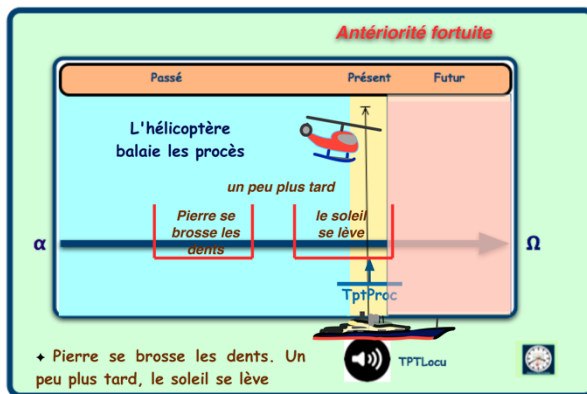 Antériorité fortuite
Passé Présent Futur
L'hélicoptère
balaie les procès
un peu plus tard
Pierre se
brosse les
dents
le soleil
se lève
α Ω
TptProc
TPTLocu
✦ Pierre se brosse les dents. Un
peu plus tard, le soleil se lève